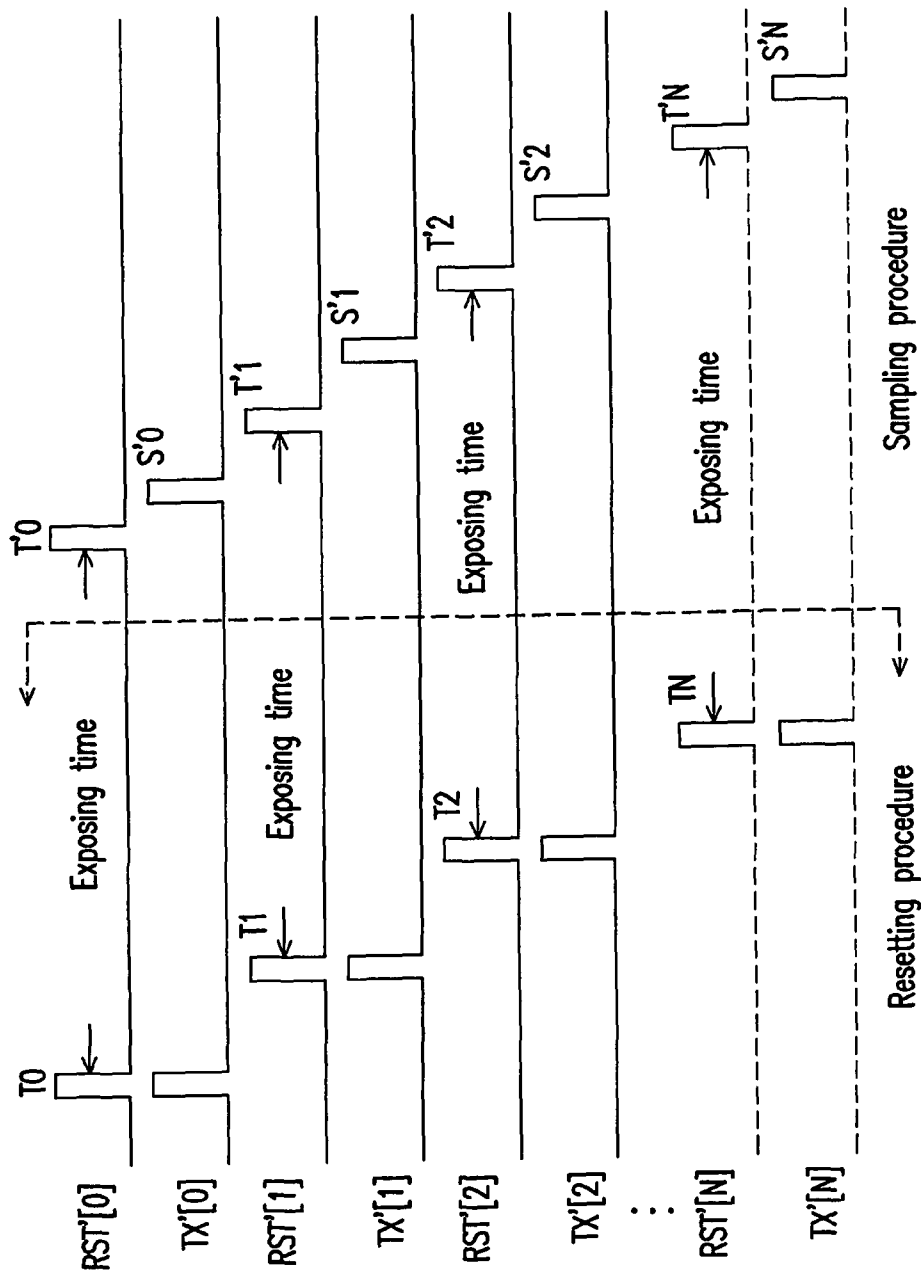 T0
T'0
RST'[0]
Exposing time
S'0
TX'[0]
T1
T'1
RST'[1]
Exposing time
S'1
TX'[1]
T2
T'2
RST'[2]
Exposing time
S'2
TX'[2]
TN
T'N
RST'[N]
Exposing time
S'N
TX'[N]
Resetting procedure
Sampling procedure